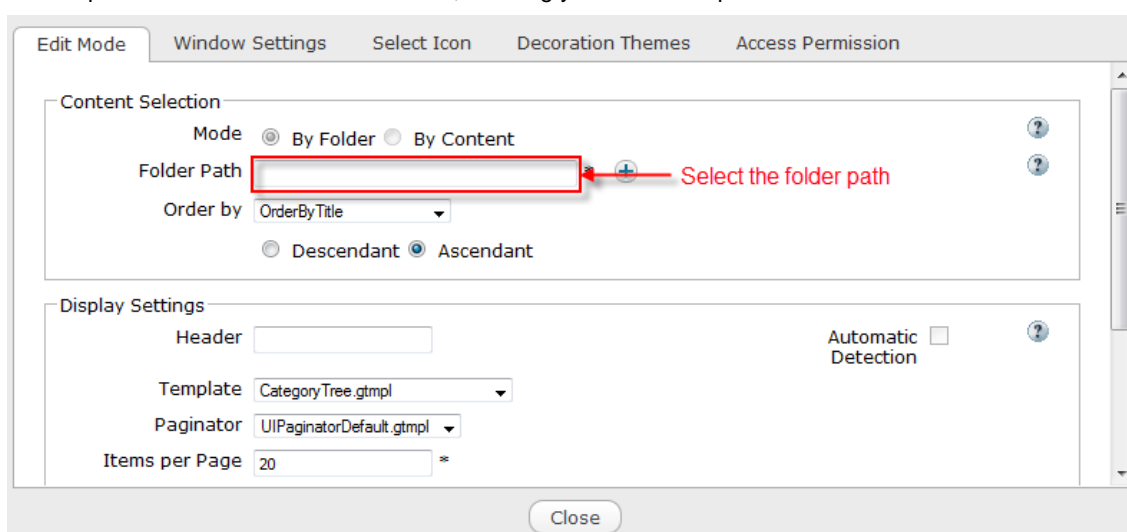 Edit Mode Window Settings Select Icon Decoration Themes Access Permission
Content Selection
Mode By Folder By Content
Folder Path * Select the folder path
Order by OrderByTitle
Descendant Ascendant
Display Settings
Header Automatic
Detection
Template CategoryTree.gtmpl
Paginator UIPaginatorDefault.gtmpl
Items per Page 20 *
Close